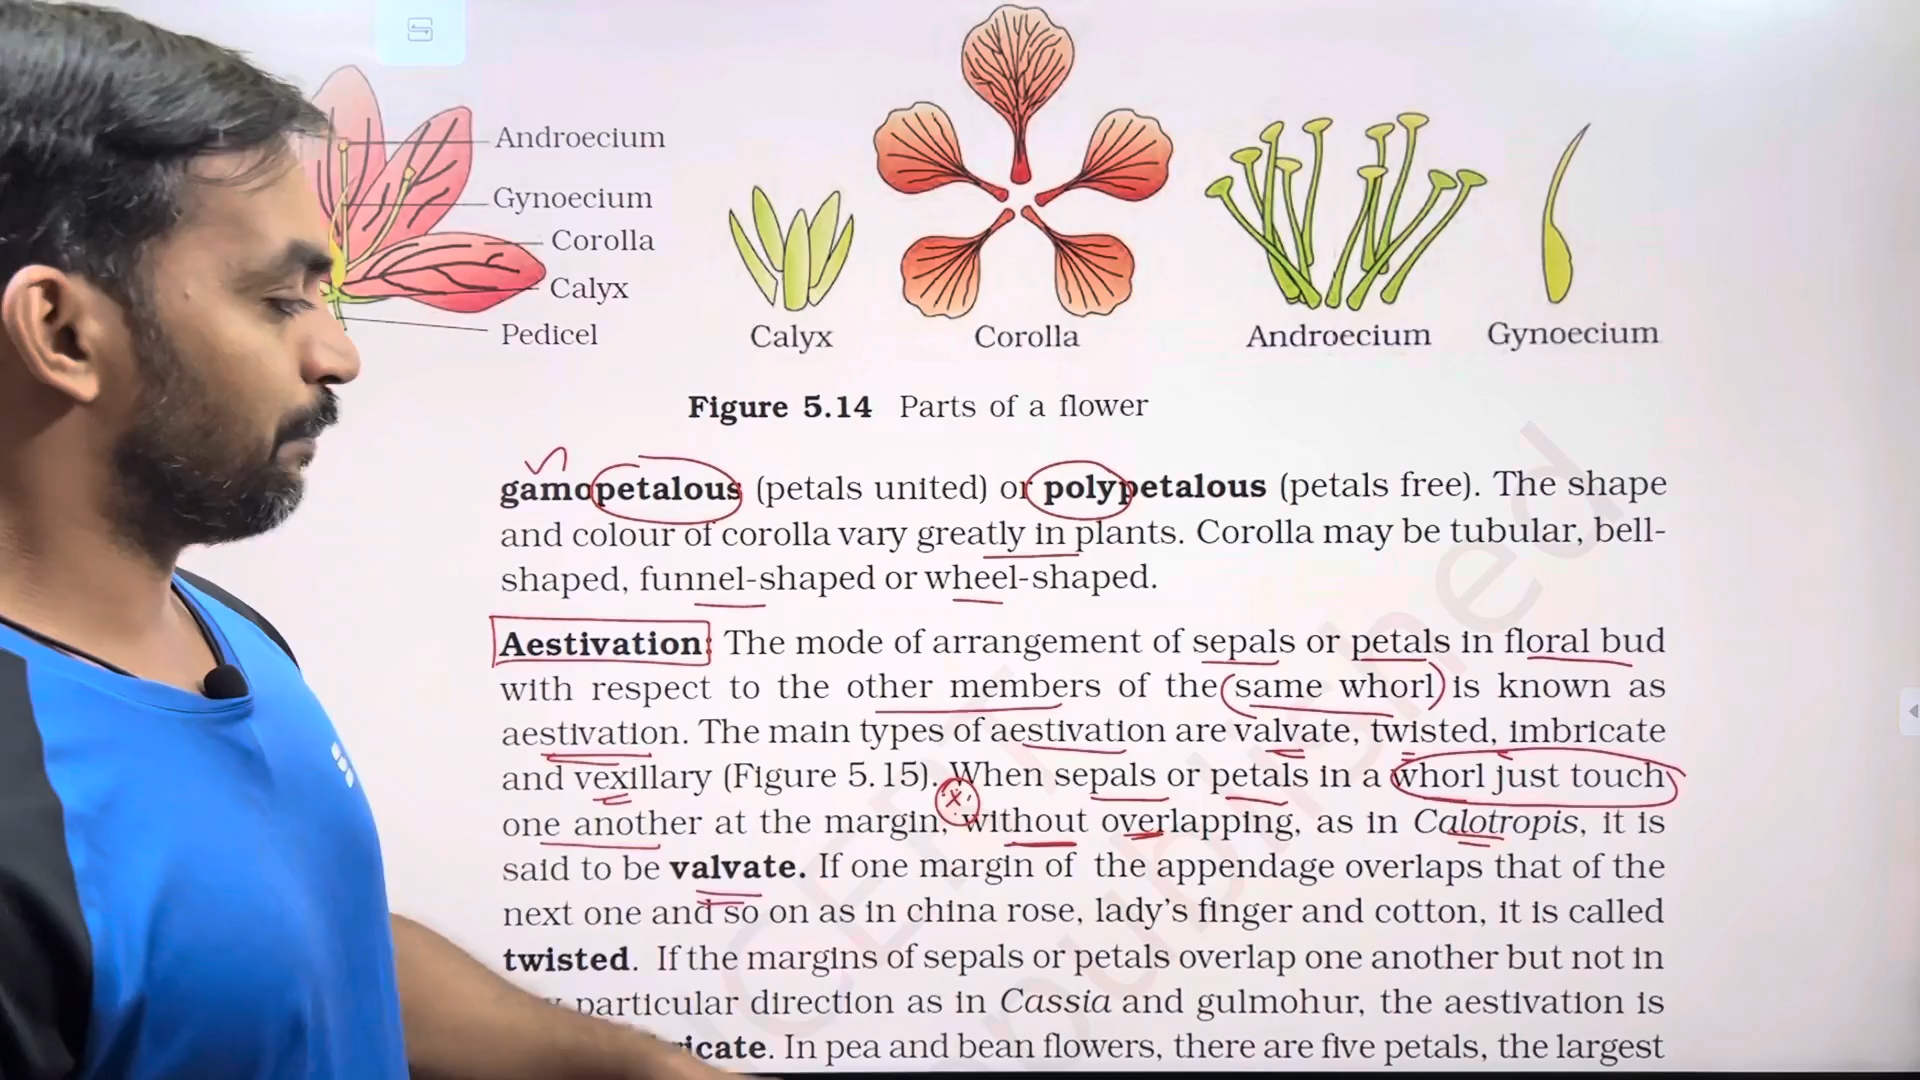 Androecium
Gynoecium
Corolla
Calyx
Pedicel
Calyx
Corolla
Androecium
Gynoecium
Figure 5.14 Parts of a flower
gamopetalous (petals united) or polypetalous (petals free). The shape
and colour of corolla vary greatly in plants. Corolla may be tubular, bell-
shaped, funnel-shaped or wheel-shaped.
Aestivation: The mode of arrangement of sepals or petals in floral bud
with respect to the other members of the same whorl is known as
aestivation. The main types of aestivation are valvate, twisted, imbricate
and vexillary (Figure 5.15). When sepals or petals in a whorl just touch
one another at the margin, without overlapping, as in Calotropis, it is
said to be valvate. If one margin of the appendage overlaps that of the
next one and so on as in china rose, lady's finger and cotton, it is called
twisted. If the margins of sepals or petals overlap one another but not in
particular direction as in Cassia and gulmohur, the aestivation is
ricate. In pea and bean flowers, there are five petals, the largest